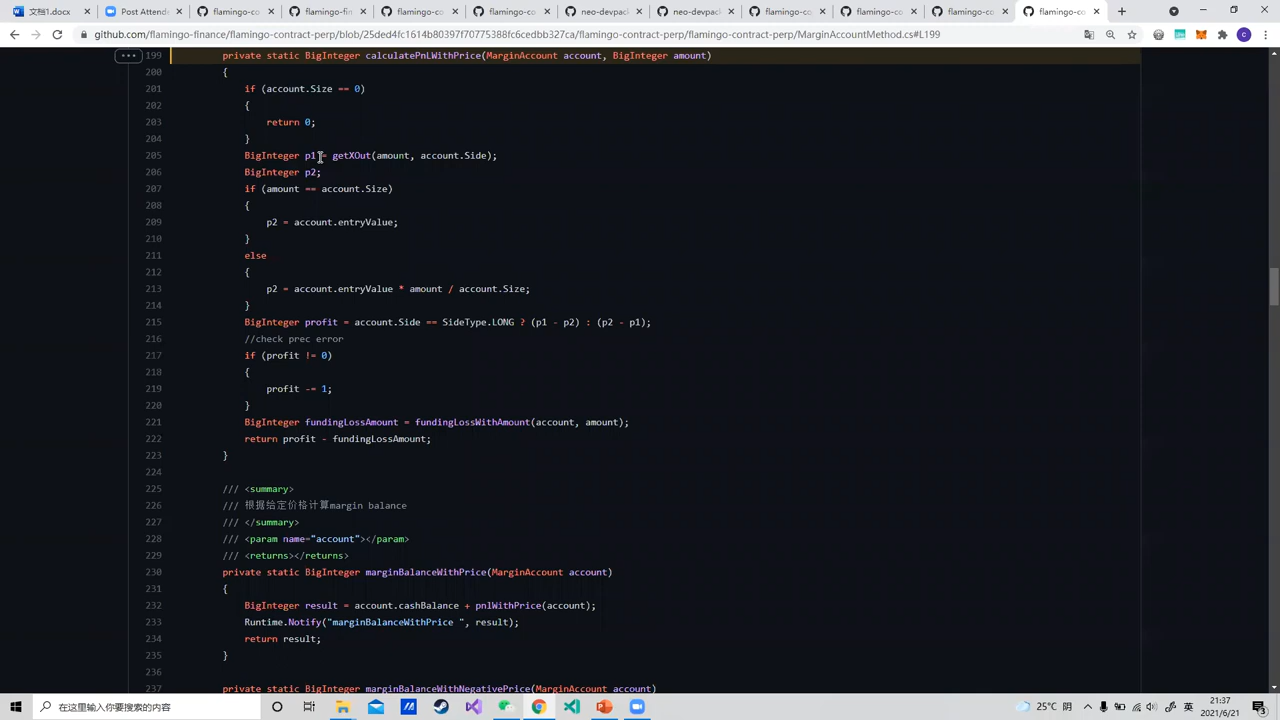 文档1.docx
Post Attende
flamingo-co
flamingo-fin
flamingo-co
flamingo-co
neo-devpack
neo-devpack
flamingo-co
flamingo-co
flamingo-co
flamingo-co
github.com/flamingo-finance/flamingo-contract-perp/blob/25ded4fc1614b80397f70775388fc6cedbb327ca/flamingo-contract-perp/MarginAccountMethod.cs#L199
199 private static BigInteger calculatePnLWithPrice(MarginAccount account, BigInteger amount)
200 {
201 if (account.Size == 0)
202 {
203 return 0;
204 }
205 BigInteger p1 = getXOut(amount, account.Side);
206 BigInteger p2;
207 if (amount == account.Size)
208 {
209 p2 = account.entryValue;
210 }
211 else
212 {
213 p2 = account.entryValue * amount / account.Size;
214 }
215 BigInteger profit = account.Side == SideType.LONG ? (p1 - p2) : (p2 - p1);
216 //check prec error
217 if (profit != 0)
218 {
219 profit -= 1;
220 }
221 BigInteger fundingLossAmount = fundingLossWithAmount(account, amount);
222 return profit - fundingLossAmount;
223 }
224
225 /// <summary>
226 /// 根据给定价格计算margin balance
227 /// </summary>
228 /// <param name="account"></param>
229 /// <returns></returns>
230 private static BigInteger marginBalanceWithPrice(MarginAccount account)
231 {
232 BigInteger result = account.cashBalance + pnlWithPrice(account);
233 Runtime.Notify("marginBalanceWithPrice ", result);
234 return result;
235 }
236
237 private static BigInteger marginBalanceWithNegativePrice(MarginAccount account)
在这里输入你要搜索的内容
25°C 阴
英
21:37
2021/6/21